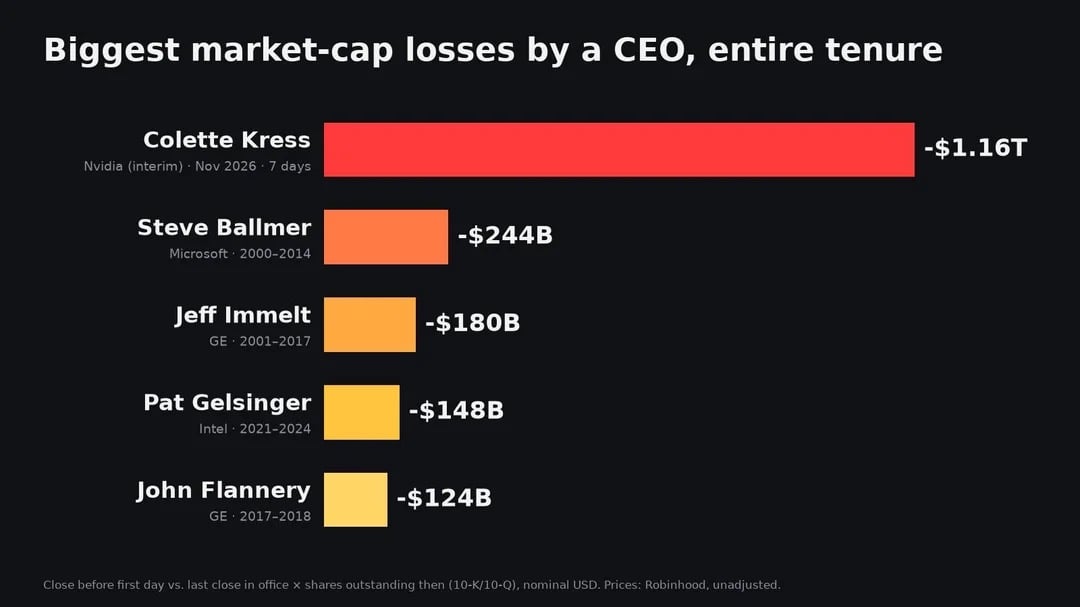 Biggest market-cap losses by a CEO, entire tenure
Colette Kress
Nvidia (interim) · Nov 2026 · 7 days
-$1.16T
Steve Ballmer
Microsoft · 2000–2014
-$244B
Jeff Immelt
GE · 2001–2017
-$180B
Pat Gelsinger
Intel · 2021–2024
-$148B
John Flannery
GE · 2017–2018
-$124B
Close before first day vs. last close in office × shares outstanding then (10-K/10-Q), nominal USD. Prices: Robinhood, unadjusted.